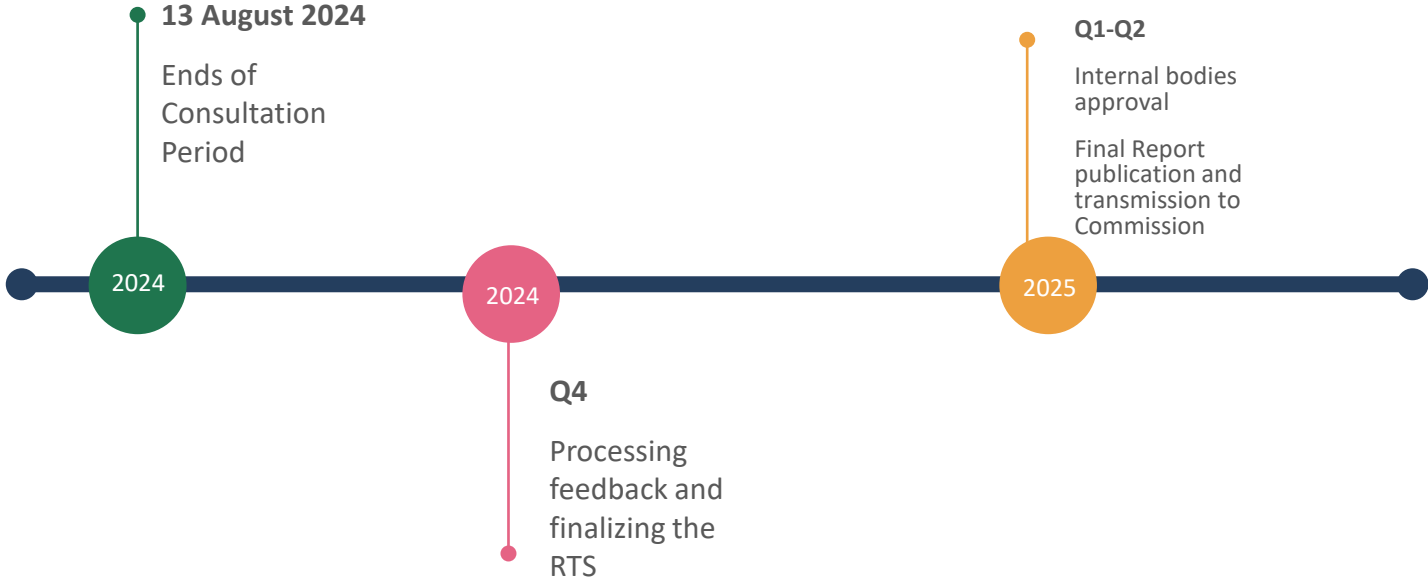 13 August 2024
Ends of
Consultation
Period
2024
2024
Q4
Processing
feedback and
finalizing the
RTS
Q1-Q2
Internal bodies
approval
Final Report
publication and
transmission to
Commission
2025